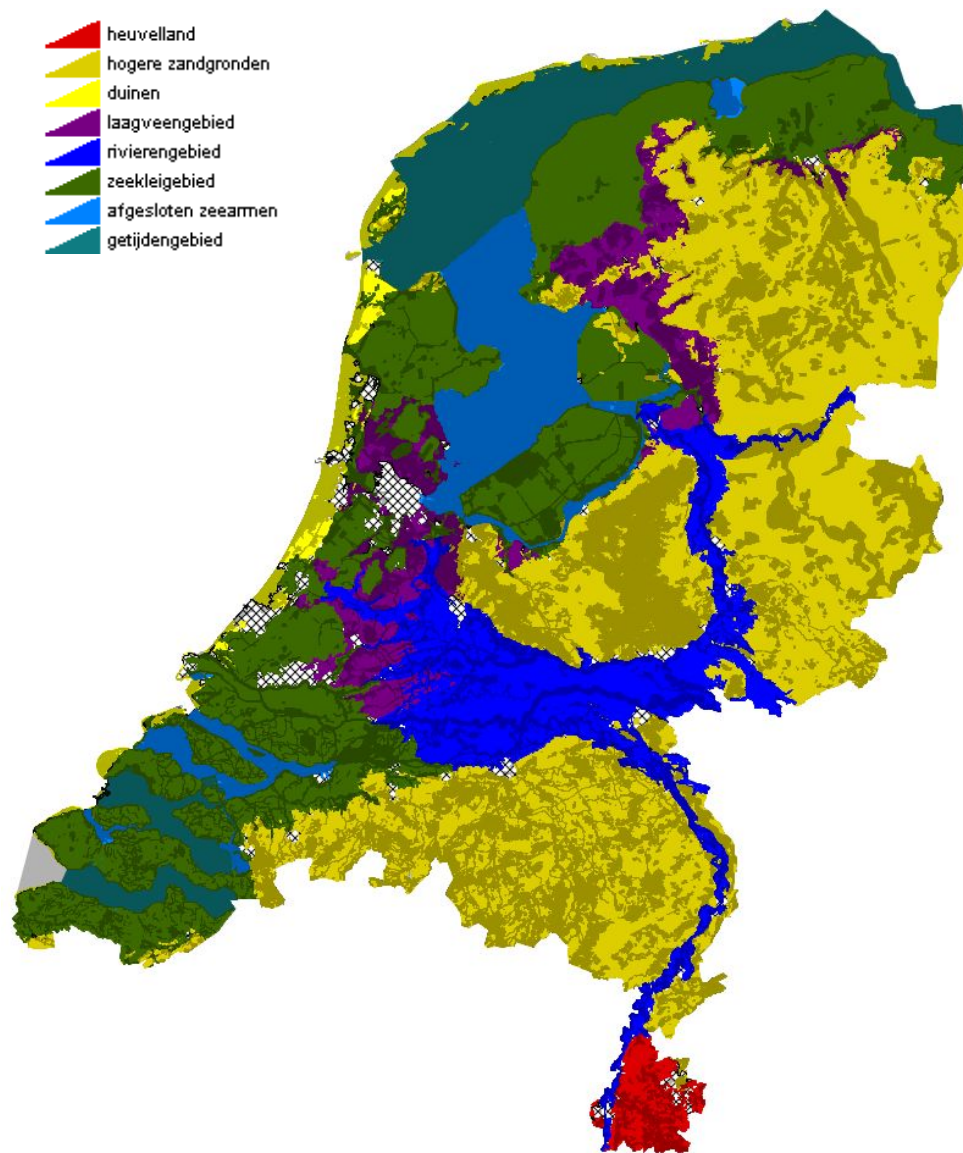 heuvelland
hogere zandgronden
duinen
laagveengebied
rivierengebied
zeekleigebied
afgesloten zeearmen
getijdengebied